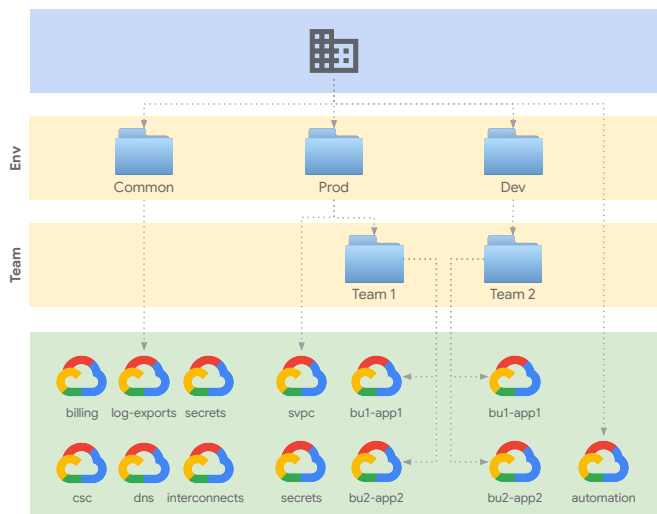 Env
Common
Prod
Dev
Team
Team 1
Team 2
billing
log-exports
secrets
svpc
bu1-app1
bu1-app1
csc
dns
interconnects
secrets
bu2-app2
bu2-app2
automation